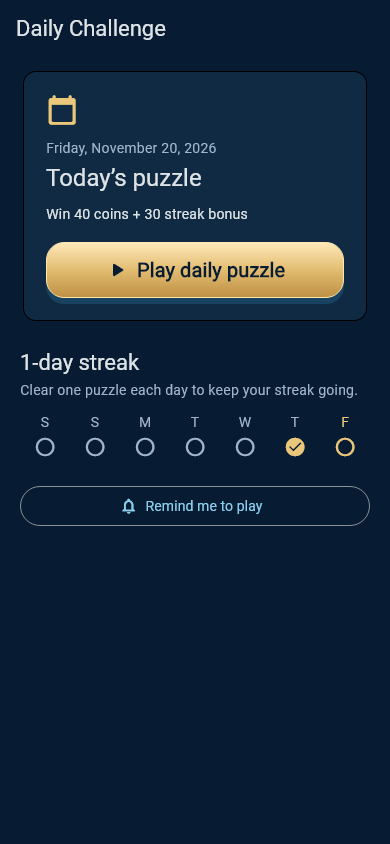 Daily Challenge
Friday, November 20, 2026
Today’s puzzle
Win 40 coins + 30 streak bonus
Play daily puzzle
1-day streak
Clear one puzzle each day to keep your streak going.
S S M T W T F
Remind me to play